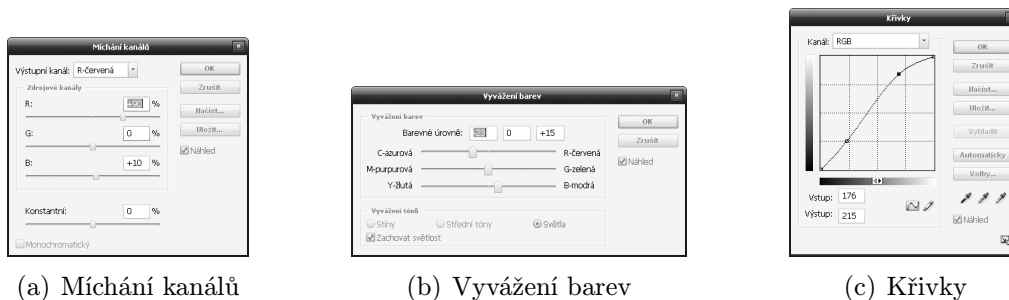 Míchání kanálů
Výstupní kanál: R-červená
OK
Zrušit
Načíst...
Uložit...
Náhled
Zdrojové kanály
R: +90 %
G: 0 %
B: +10 %
Konstantní: 0 %
Monochromatický
(a) Míchání kanálů
Vyvážení barev
Vyvážení barev
Barevné úrovně: 0 +15
C-azurová R-červená
M-purpurová G-zelená
Y-žlutá B-modrá
OK
Zrušit
Náhled
Vyvážení tónů
Stíny Střední tóny Světla
Zachovat světlost
(b) Vyvážení barev
Křivky
Kanál: RGB
OK
Zrušit
Načíst...
Uložit...
Vyhladit
Automaticky
Volby...
Vstup: 176
Výstup: 215
Náhled
(c) Křivky